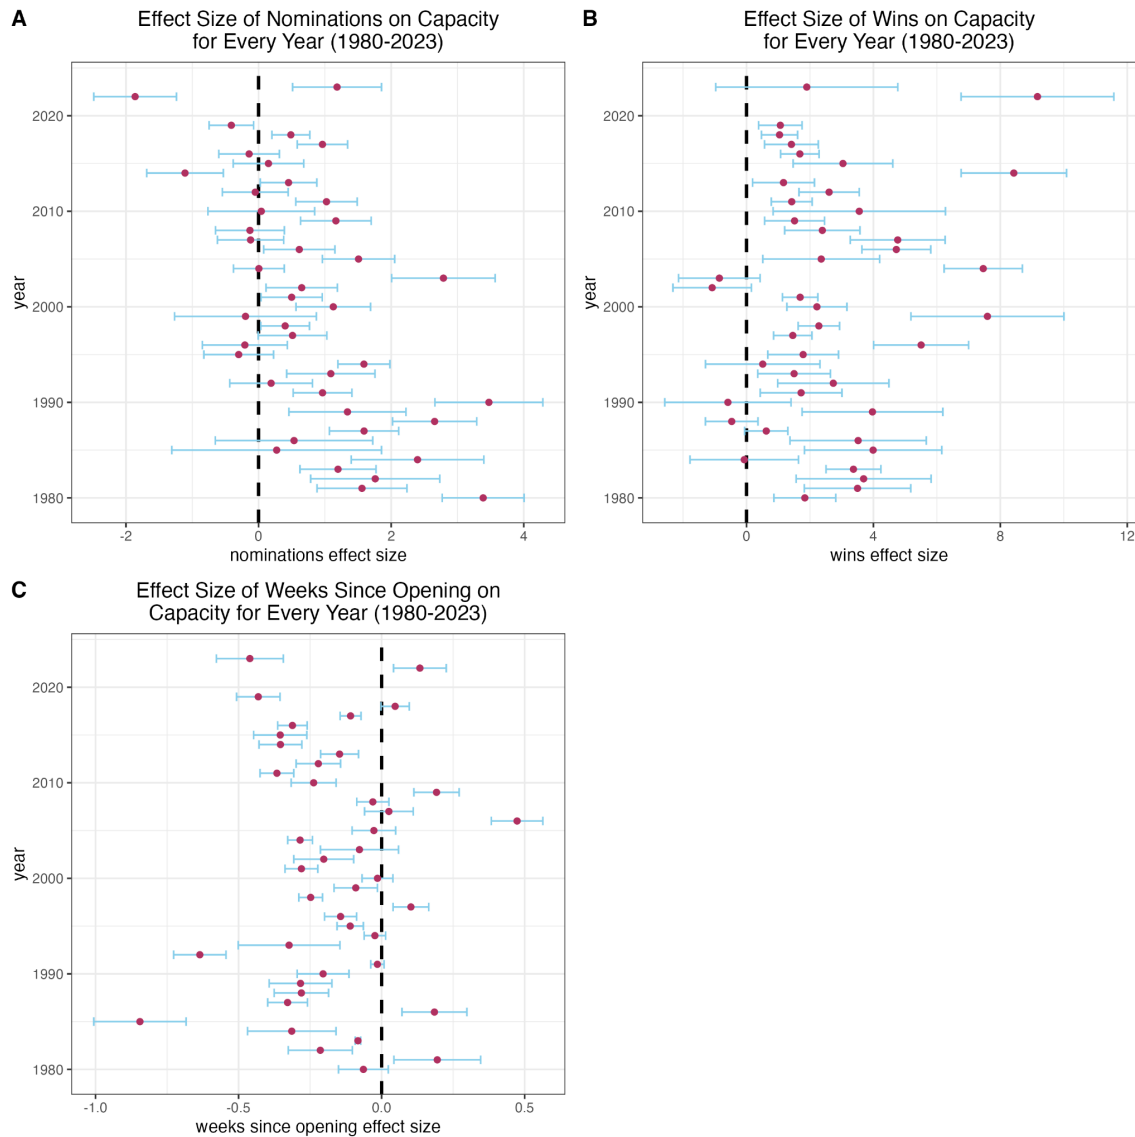 A
Effect Size of Nominations on Capacity
for Every Year (1980-2023)
year
2020
2010
2000
1990
1980
-2
0
2
4
nominations effect size
B
Effect Size of Wins on Capacity
for Every Year (1980-2023)
year
2020
2010
2000
1990
1980
0
4
8
12
wins effect size
C
Effect Size of Weeks Since Opening on
Capacity for Every Year (1980-2023)
year
2020
2010
2000
1990
1980
-1.0
-0.5
0.0
0.5
weeks since opening effect size